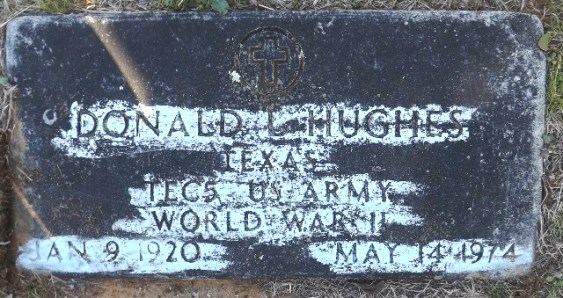 DONALD L HUGHES
TEXAS
TEC5 US ARMY
WORLD WAR II
JAN 9 1920 MAY 14 1974